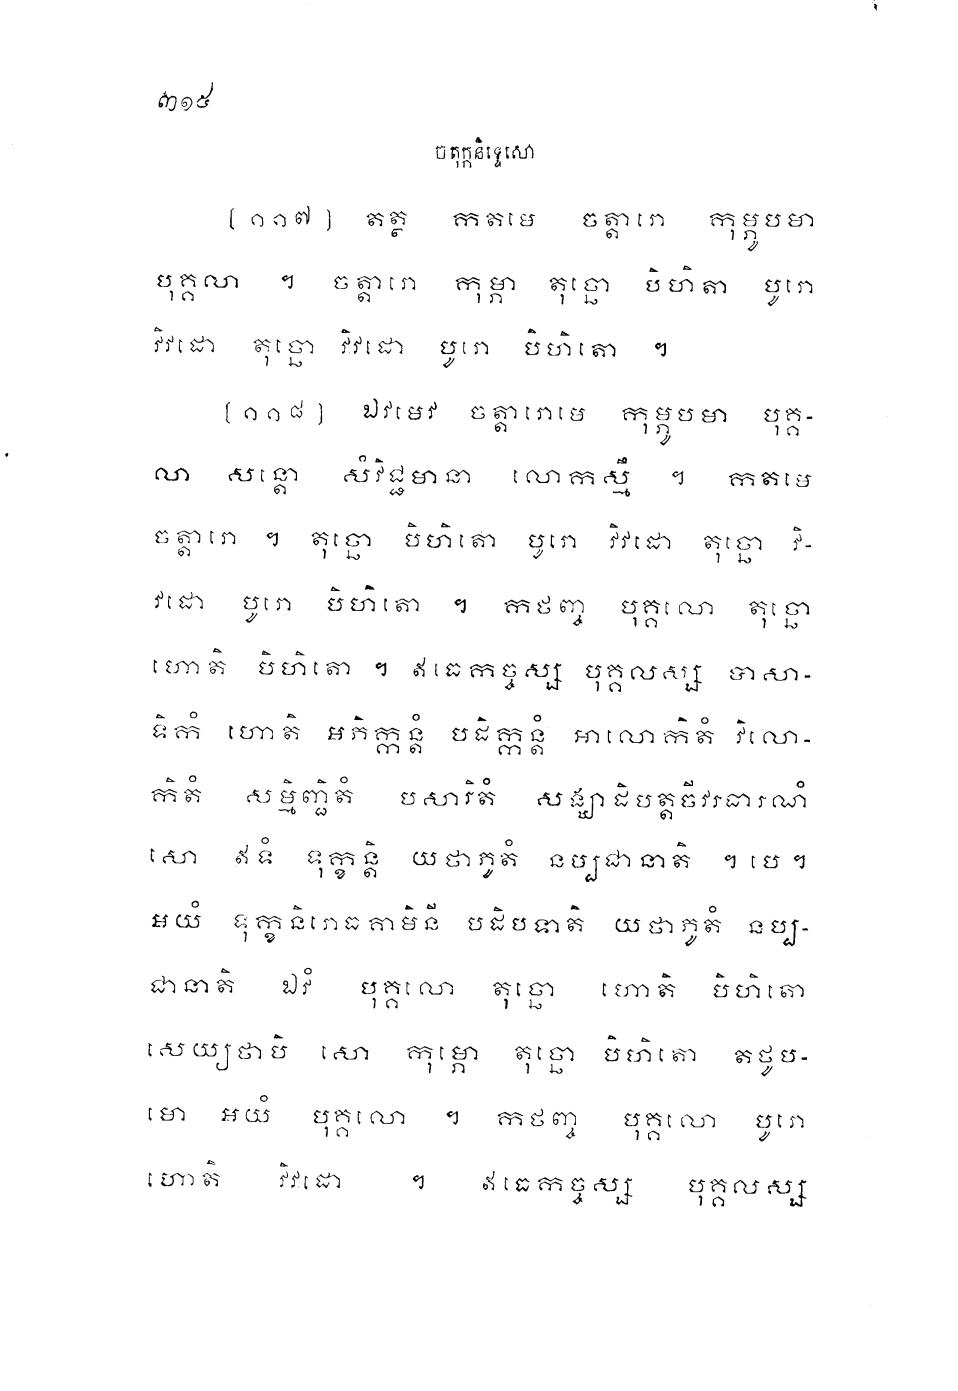 ៣១៥
ចតុក្កនិទ្ទេសោ
(១១៧) តត្ថ កតមេ ចត្តារោ កុម្ភូបមា
បុគ្គលា ។ ចត្តារោ កុម្ភា តុច្ឆោ បិហិតោ បូរោ
វិវដោ តុច្ឆោ វិវដោ បូរោ បិហិតោ ។
(១១៨) ឯវមេវ ចត្តារោមេ កុម្ភូបមា បុគ្គ-
លា សន្តោ សំវិជ្ជមានា លោកស្មឹ ។ កតមេ
ចត្តារោ ។ តុច្ឆោ បិហិតោ បូរោ វិវដោ តុច្ឆោ វិ-
វដោ បូរោ បិហិតោ ។ កថញ្ច បុគ្គលោ តុច្ឆោ
ហោតិ បិហិតោ ។ ឥធេកច្ចស្ស បុគ្គលស្ស បាសា-
ទិកំ ហោតិ អភិក្កន្តំ បដិក្កន្តំ អាលោកិតំ វិលោ-
កិតំ សម្មិញ្ជិតំ បសារិតំ សង្ឃាដិបត្តចីវរធារណំ
សោ ឥទំ ទុក្ខន្តិ យថាភូតំ នប្បជានាតិ ។ បេ ។
អយំ ទុក្ខនិរោធគាមិនី បដិបទាតិ យថាភូតំ នប្ប-
ជានាតិ ឯវំ បុគ្គលោ តុច្ឆោ ហោតិ បិហិតោ
សេយ្យថាបិ សោ កុម្ភោ តុច្ឆោ បិហិតោ តថូប-
មោ អយំ បុគ្គលោ ។ កថញ្ច បុគ្គលោ បូរោ
ហោតិ វិវដោ ។ ឥធេកច្ចស្ស បុគ្គលស្ស